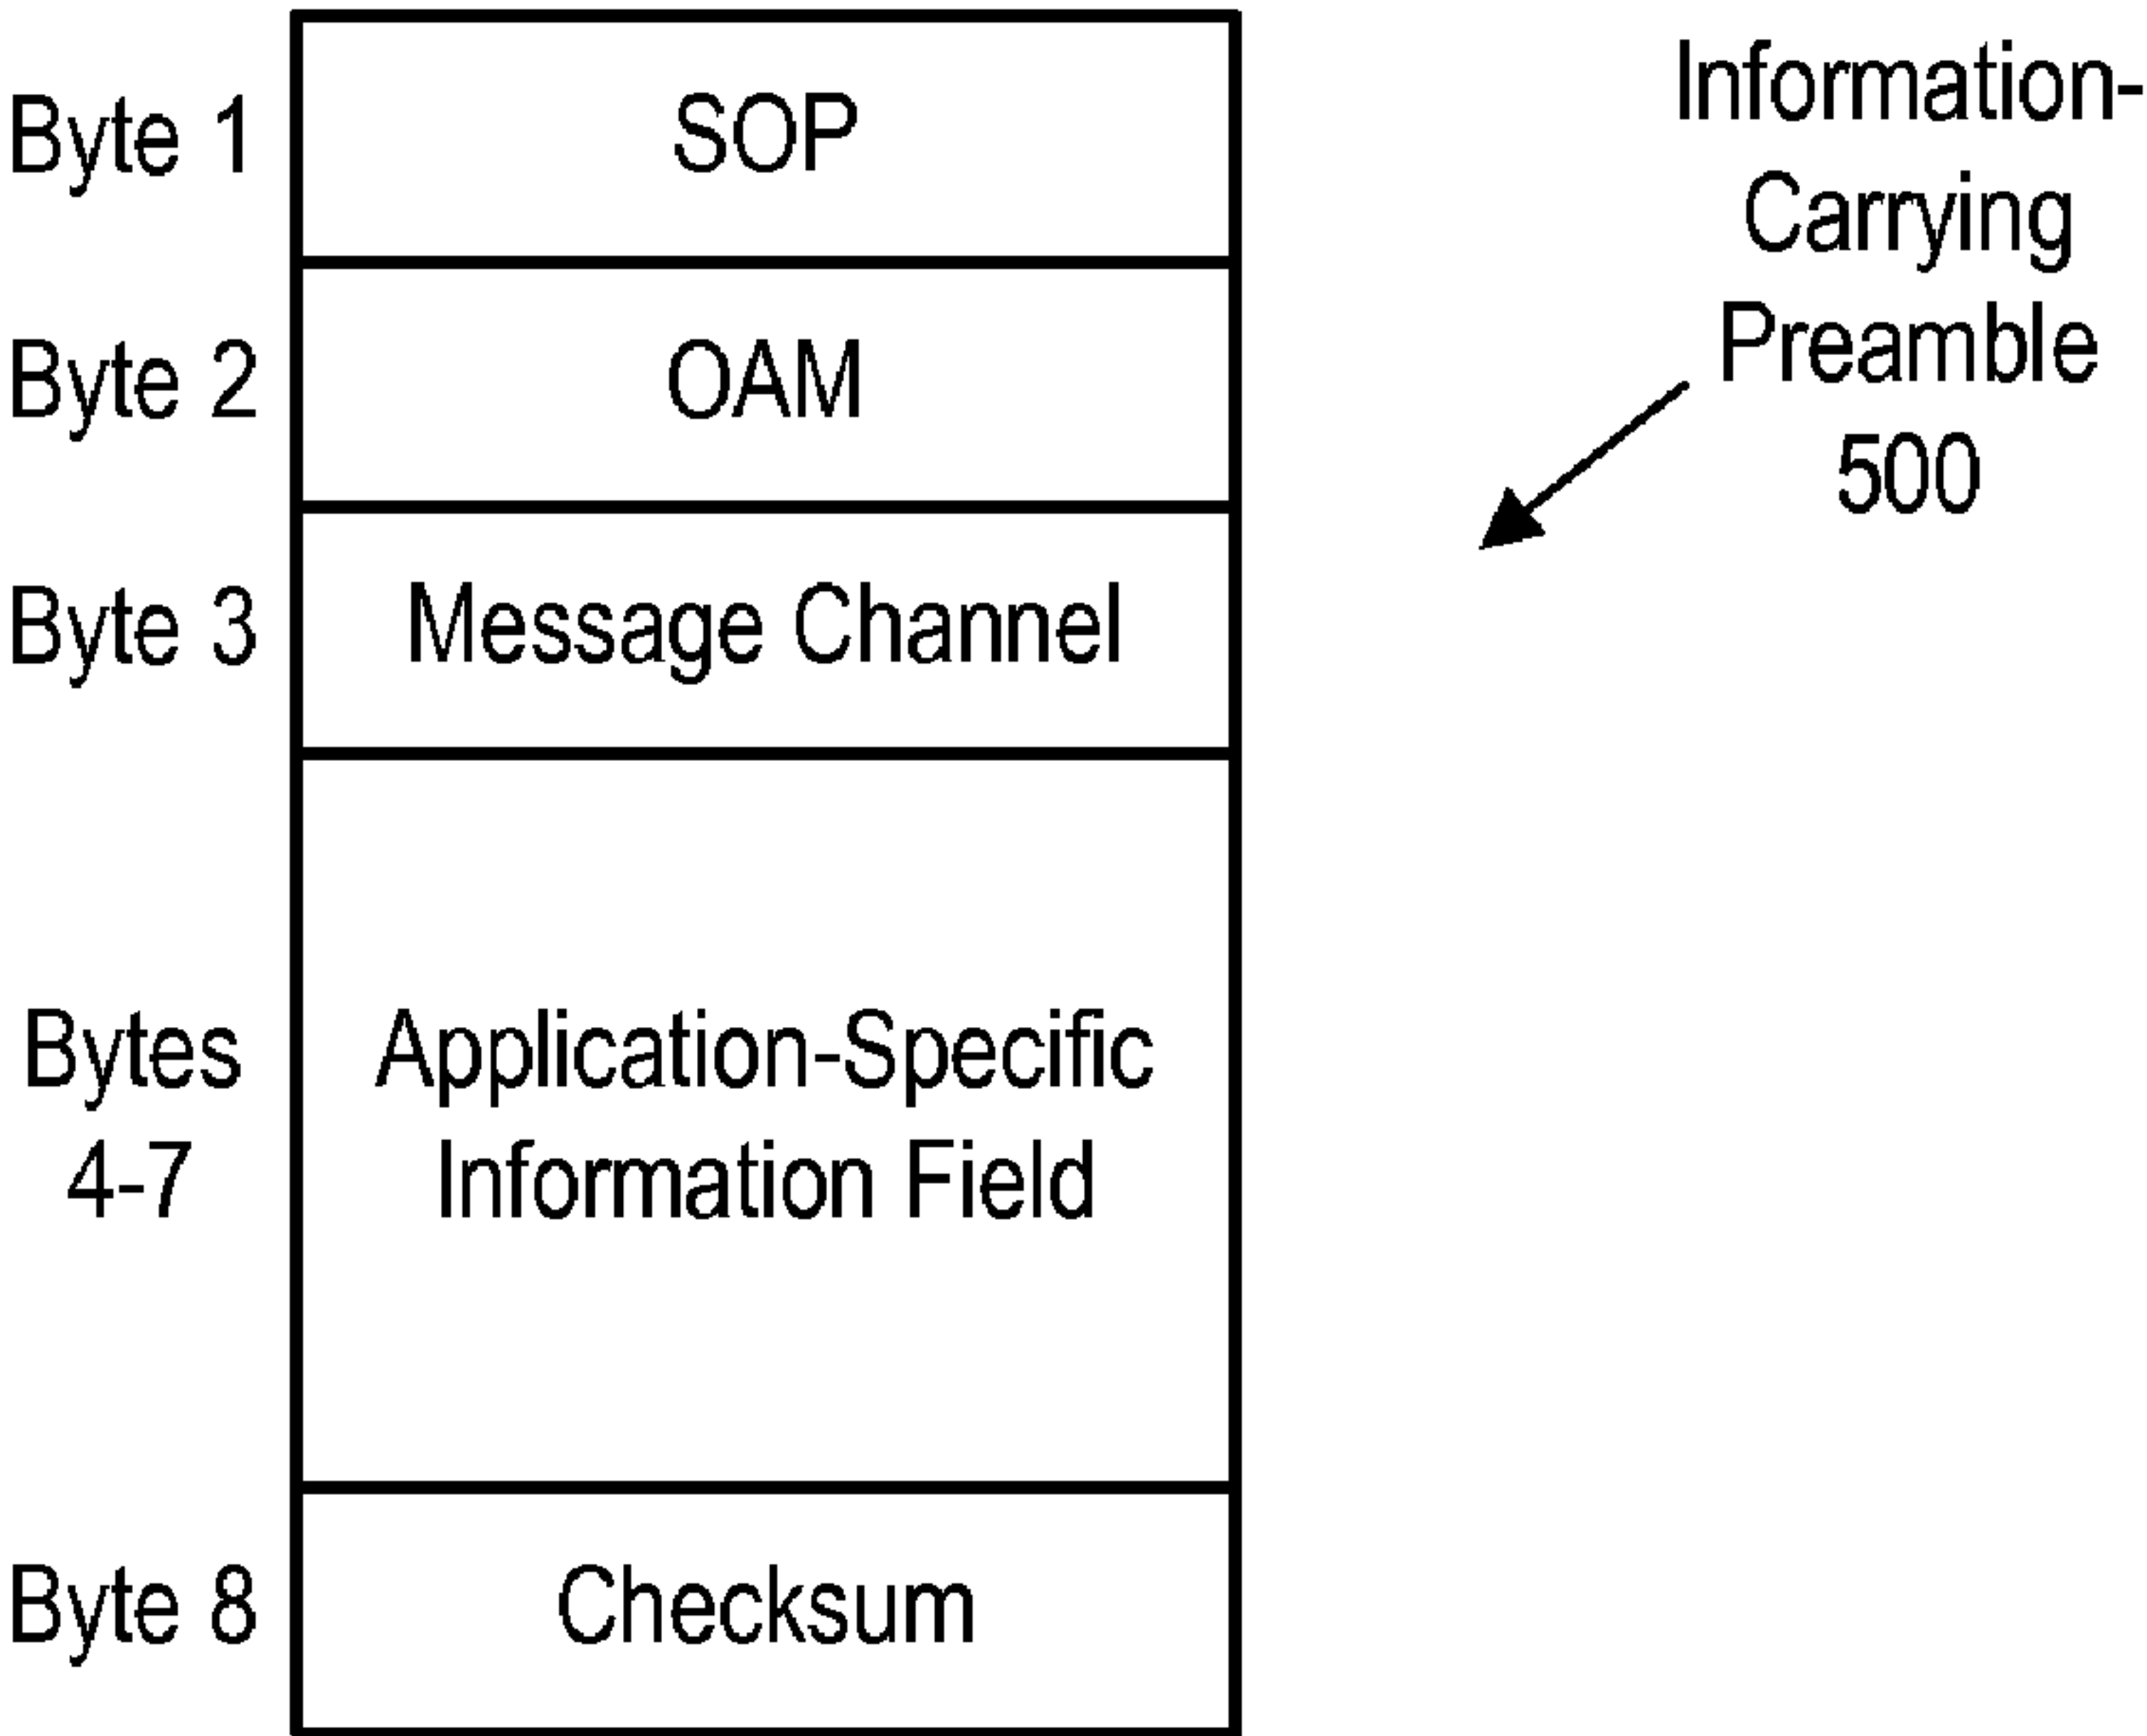 Byte 1
SOP
Byte 2
OAM
Byte 3
Message Channel
Bytes
4-7
Application-Specific
Information Field
Byte 8
Checksum
Information-
Carrying
Preamble
500